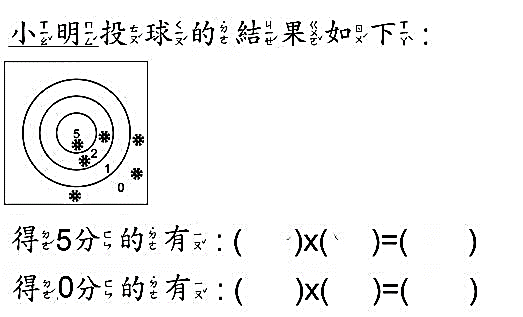 小明投球的結果如下：
5
2
1
0
得5分的有：(　　)x(　　)=(　　)
得0分的有：(　　)x(　　)=(　　)